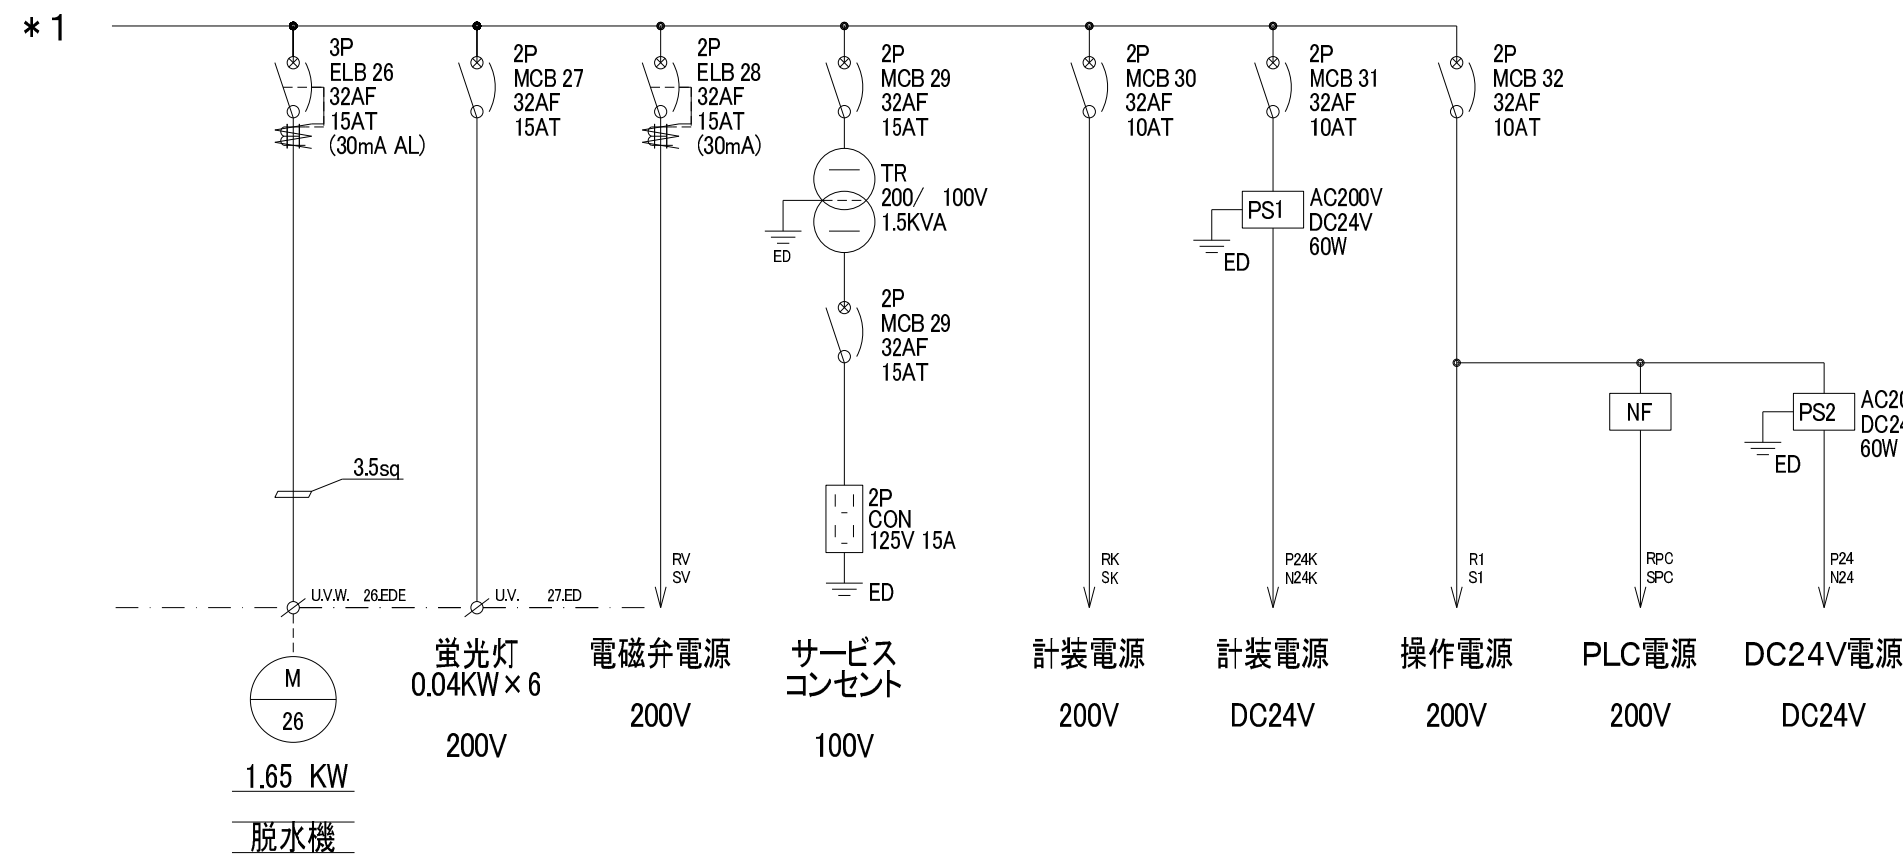 *1
3P
ELB 26
32AF
15AT
(30mA AL)
2P
MCB 27
32AF
15AT
2P
ELB 28
32AF
15AT
(30mA)
2P
MCB 29
32AF
15AT
2P
MCB 30
32AF
10AT
2P
MCB 31
32AF
10AT
2P
MCB 32
32AF
10AT
TR
200/ 100V
1.5KVA
ED
PS1
AC200V
DC24V
60W
ED
2P
MCB 29
32AF
15AT
NF
PS2
AC20
DC24
60W
ED
3.5sq
2P
CON
125V 15A
ED
U.V.W. 26.EDE
U.V. 27.ED
RV
SV
RK
SK
P24K
N24K
R1
S1
RPC
SPC
P24
N24
M
26
1.65 KW
脱水機
蛍光灯
0.04KW×6
200V
電磁弁電源
200V
サービス
コンセント
100V
計装電源
200V
計装電源
DC24V
操作電源
200V
PLC電源
200V
DC24V電源
DC24V